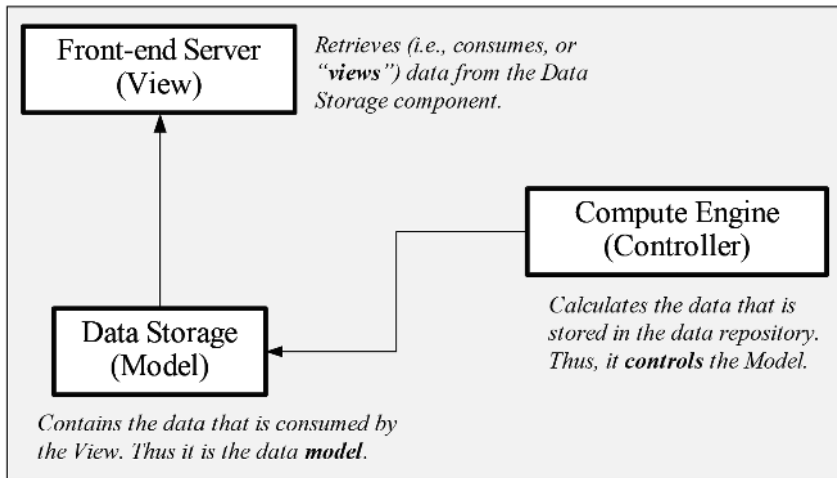 Front-end Server
(View)
Retrieves (i.e., consumes, or
“views”) data from the Data
Storage component.
Compute Engine
(Controller)
Calculates the data that is
stored in the data repository.
Thus, it controls the Model.
Data Storage
(Model)
Contains the data that is consumed by
the View. Thus it is the data model.